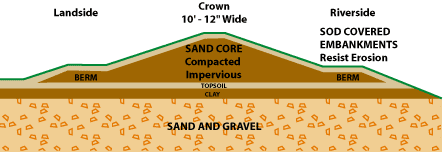 Landside
Crown
10' - 12" Wide
Riverside
SOD COVERED
EMBANKMENTS
Resist Erosion
SAND CORE
Compacted
Impervious
BERM
BERM
TOPSOIL
CLAY
SAND AND GRAVEL